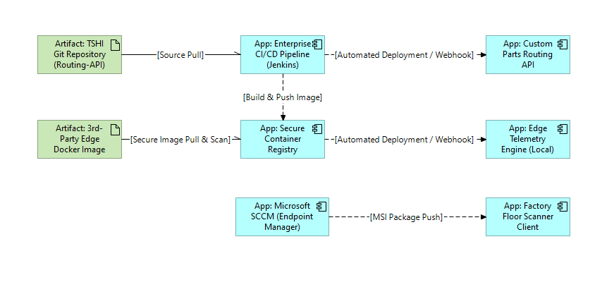 Artifact: TSHI
Git Repository
(Routing-API)
[Source Pull]
App: Enterprise
CI/CD Pipeline
(Jenkins)
[Automated Deployment / Webhook]
App: Custom
Parts Routing
API
[Build & Push Image]
Artifact: 3rd-
Party Edge
Docker Image
[Secure Image Pull & Scan]
App: Secure
Container
Registry
[Automated Deployment / Webhook]
App: Edge
Telemetry
Engine (Local)
App: Microsoft
SCCM (Endpoint
Manager)
[MSI Package Push]
App: Factory
Floor Scanner
Client